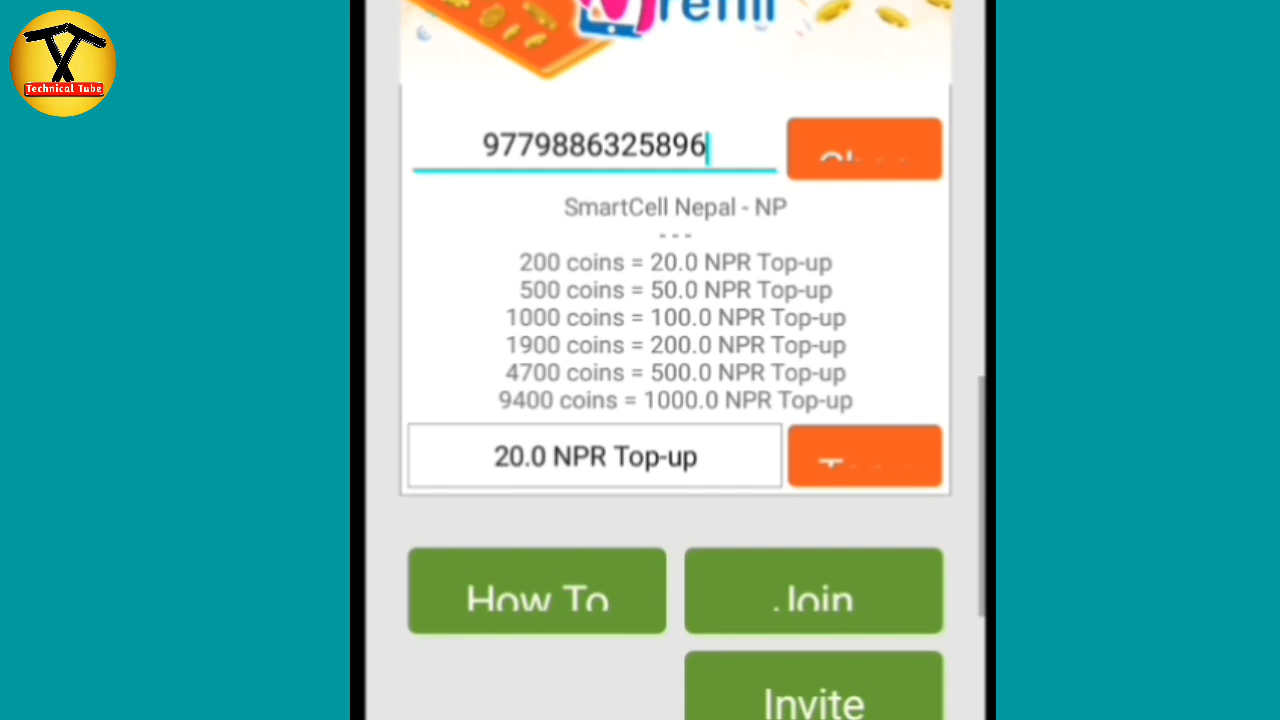 refill
Technical Tube
9779886325896
SmartCell Nepal - NP
- - -
200 coins = 20.0 NPR Top-up
500 coins = 50.0 NPR Top-up
1000 coins = 100.0 NPR Top-up
1900 coins = 200.0 NPR Top-up
4700 coins = 500.0 NPR Top-up
9400 coins = 1000.0 NPR Top-up
20.0 NPR Top-up
How To
Join
Invite